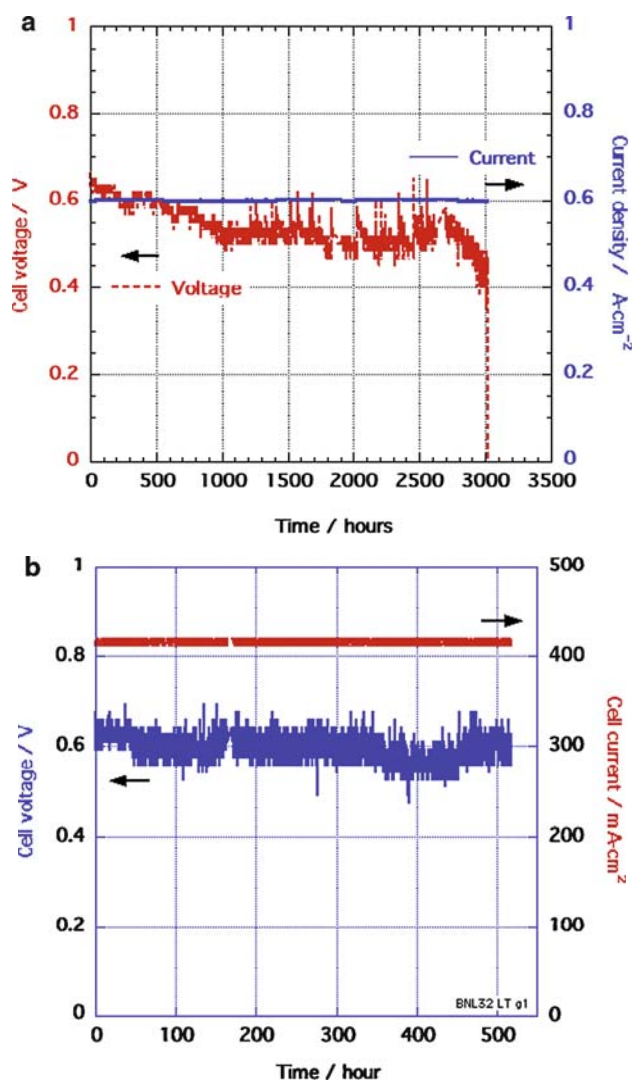 a
1
0.8
0.6
0.4
0.2
0
Cell voltage / V
1
0.8
0.6
0.4
0.2
0
Current density / A·cm⁻²
Current
Voltage
0 500 1000 1500 2000 2500 3000 3500
Time / hours
b
1
0.8
0.6
0.4
0.2
0
Cell voltage / V
500
400
300
200
100
0
Cell current / mA·cm²
BNL32 LT g1
0 100 200 300 400 500
Time / hour